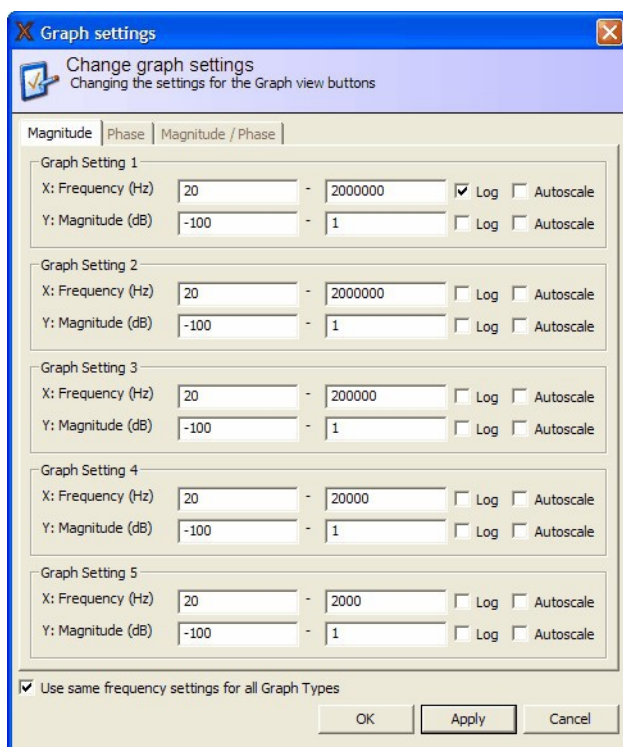 Graph settings
Change graph settings
Changing the settings for the Graph view buttons
Magnitude Phase Magnitude / Phase
Graph Setting 1
X: Frequency (Hz) 20 - 2000000 Log Autoscale
Y: Magnitude (dB) -100 - 1 Log Autoscale
Graph Setting 2
X: Frequency (Hz) 20 - 2000000 Log Autoscale
Y: Magnitude (dB) -100 - 1 Log Autoscale
Graph Setting 3
X: Frequency (Hz) 20 - 200000 Log Autoscale
Y: Magnitude (dB) -100 - 1 Log Autoscale
Graph Setting 4
X: Frequency (Hz) 20 - 20000 Log Autoscale
Y: Magnitude (dB) -100 - 1 Log Autoscale
Graph Setting 5
X: Frequency (Hz) 20 - 2000 Log Autoscale
Y: Magnitude (dB) -100 - 1 Log Autoscale
Use same frequency settings for all Graph Types
OK Apply Cancel